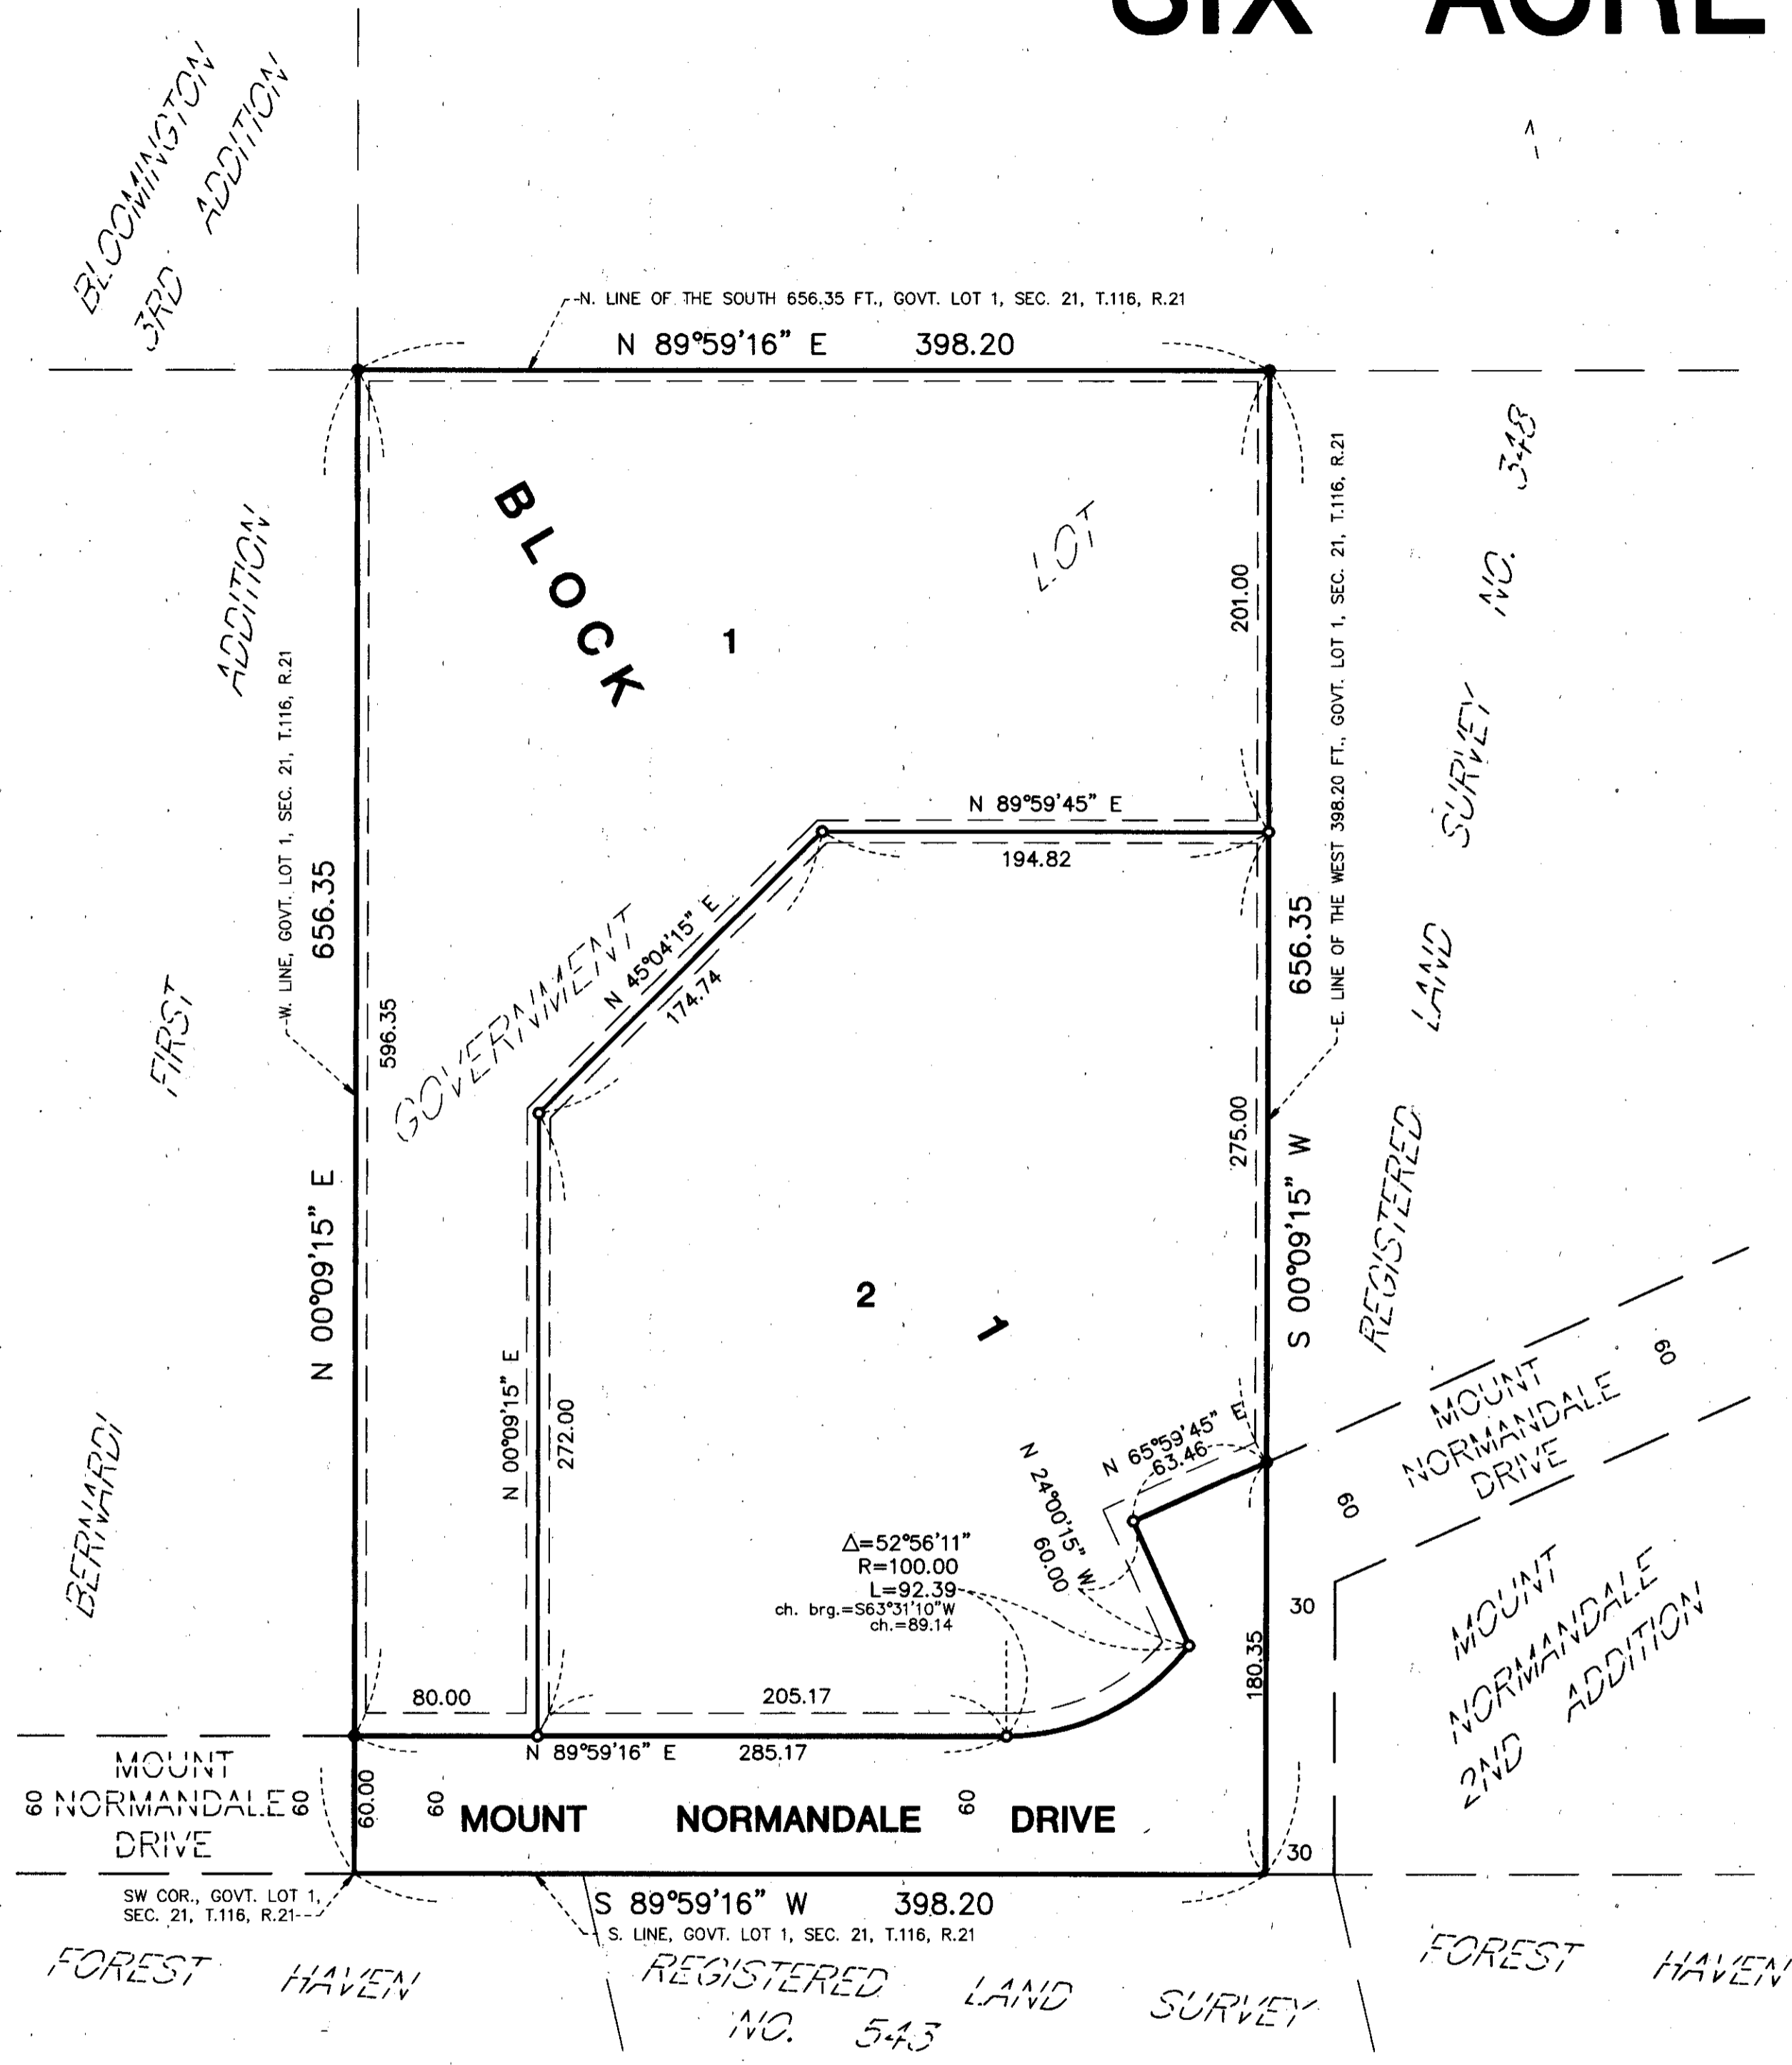 SIX ACRE
BLOOMINGTON
3RD ADDITION
N. LINE OF THE SOUTH 656.35 FT., GOVT. LOT 1, SEC. 21, T.116, R.21
N 89°59'16" E 398.20
BLOCK
1
LOT
201.00
E. LINE OF THE WEST 398.20 FT., GOVT. LOT 1, SEC. 21, T.116, R.21
REGISTERED LAND SURVEY NO. 348
BERNARDI FIRST ADDITION
W. LINE, GOVT. LOT 1, SEC. 21, T.116, R.21
N 00°09'15" E 656.35
596.35
GOVERNMENT
N 89°59'45" E
194.82
N 45°04'15" E
174.74
S 00°09'15" W 656.35
275.00
N 00°09'15" E
272.00
2
1
N 65°59'45" E
63.46
N 24°00'15" W
60.00
Δ=52°56'11"
R=100.00
L=92.39
ch. brg.=S63°31'10"W
ch.=89.14
MOUNT
NORMANDALE
DRIVE
60
60
30
180.35
MOUNT
NORMANDALE
2ND ADDITION
80.00
205.17
N 89°59'16" E 285.17
MOUNT
60 NORMANDALE 60
DRIVE
60.00
60
MOUNT NORMANDALE DRIVE
60
30
SW COR., GOVT. LOT 1,
SEC. 21, T.116, R.21
S 89°59'16" W 398.20
S. LINE, GOVT. LOT 1, SEC. 21, T.116, R.21
FOREST HAVEN
REGISTERED LAND SURVEY
NO. 543
FOREST HAVEN